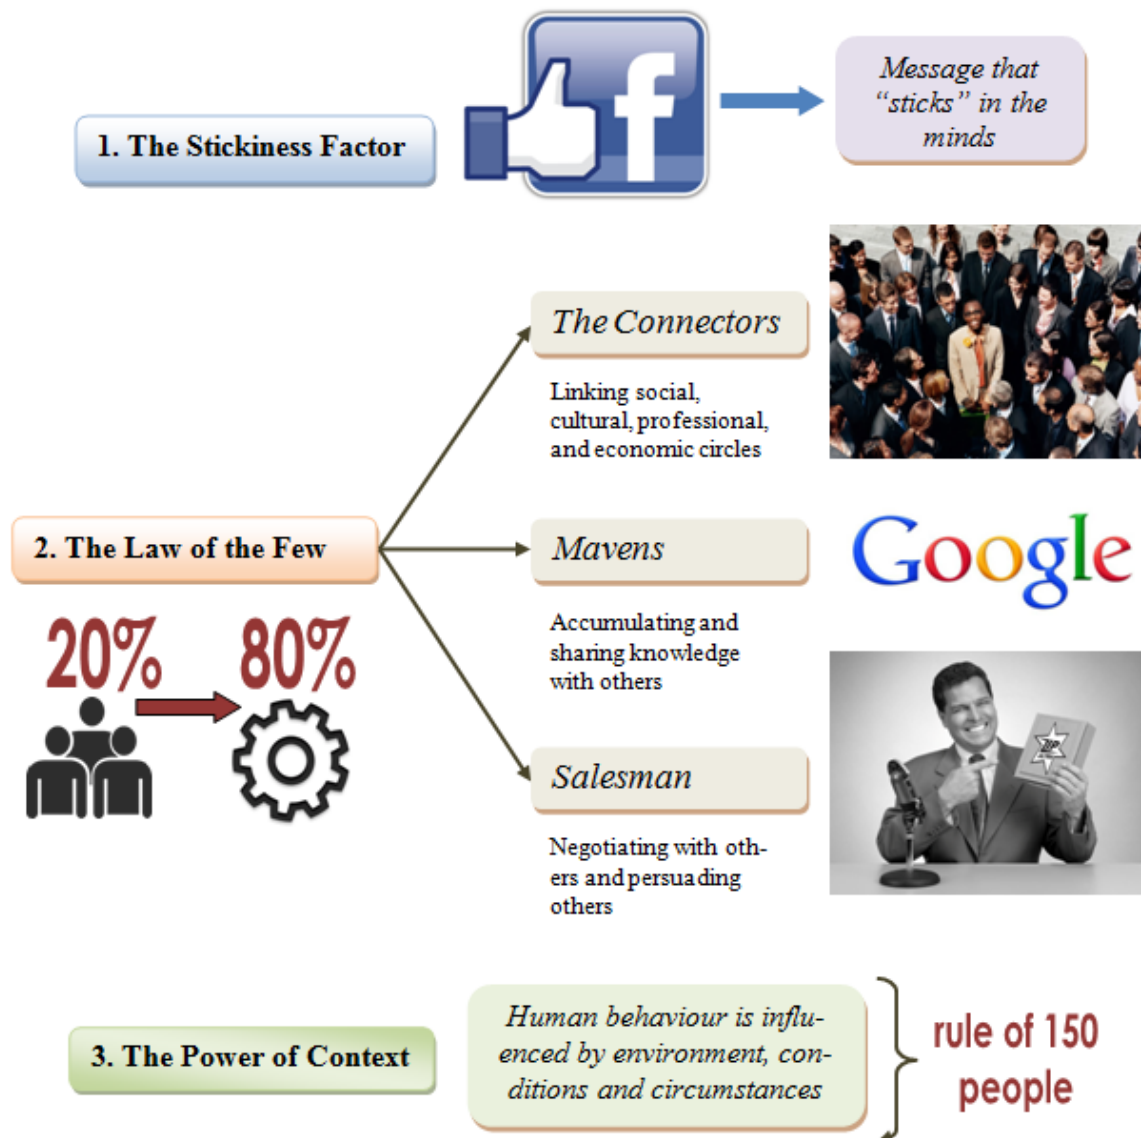 1. The Stickiness Factor
f
Message that
“sticks” in the
minds
The Connectors
Linking social,
cultural, professional,
and economic circles
2. The Law of the Few
20%
80%
Mavens
Google
Accumulating and
sharing knowledge
with others
Salesman
ZIP
Negotiating with oth-
ers and persuading
others
3. The Power of Context
Human behaviour is influ-
enced by environment, con-
ditions and circumstances
rule of 150
people